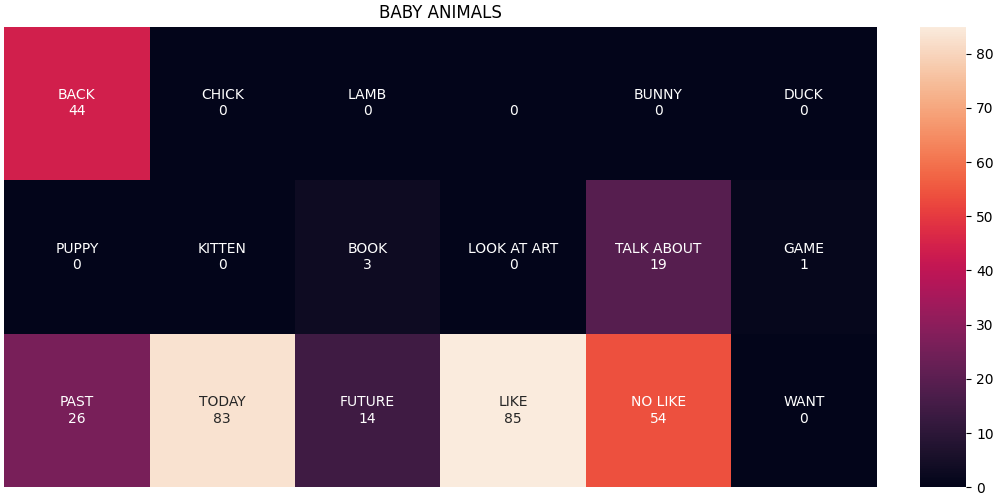 BABY ANIMALS
BACK CHICK LAMB BUNNY DUCK
44 0 0 0 0 0
PUPPY KITTEN BOOK LOOK AT ART TALK ABOUT GAME
0 0 3 0 19 1
PAST TODAY FUTURE LIKE NO LIKE WANT
26 83 14 85 54 0
80
70
60
50
40
30
20
10
0